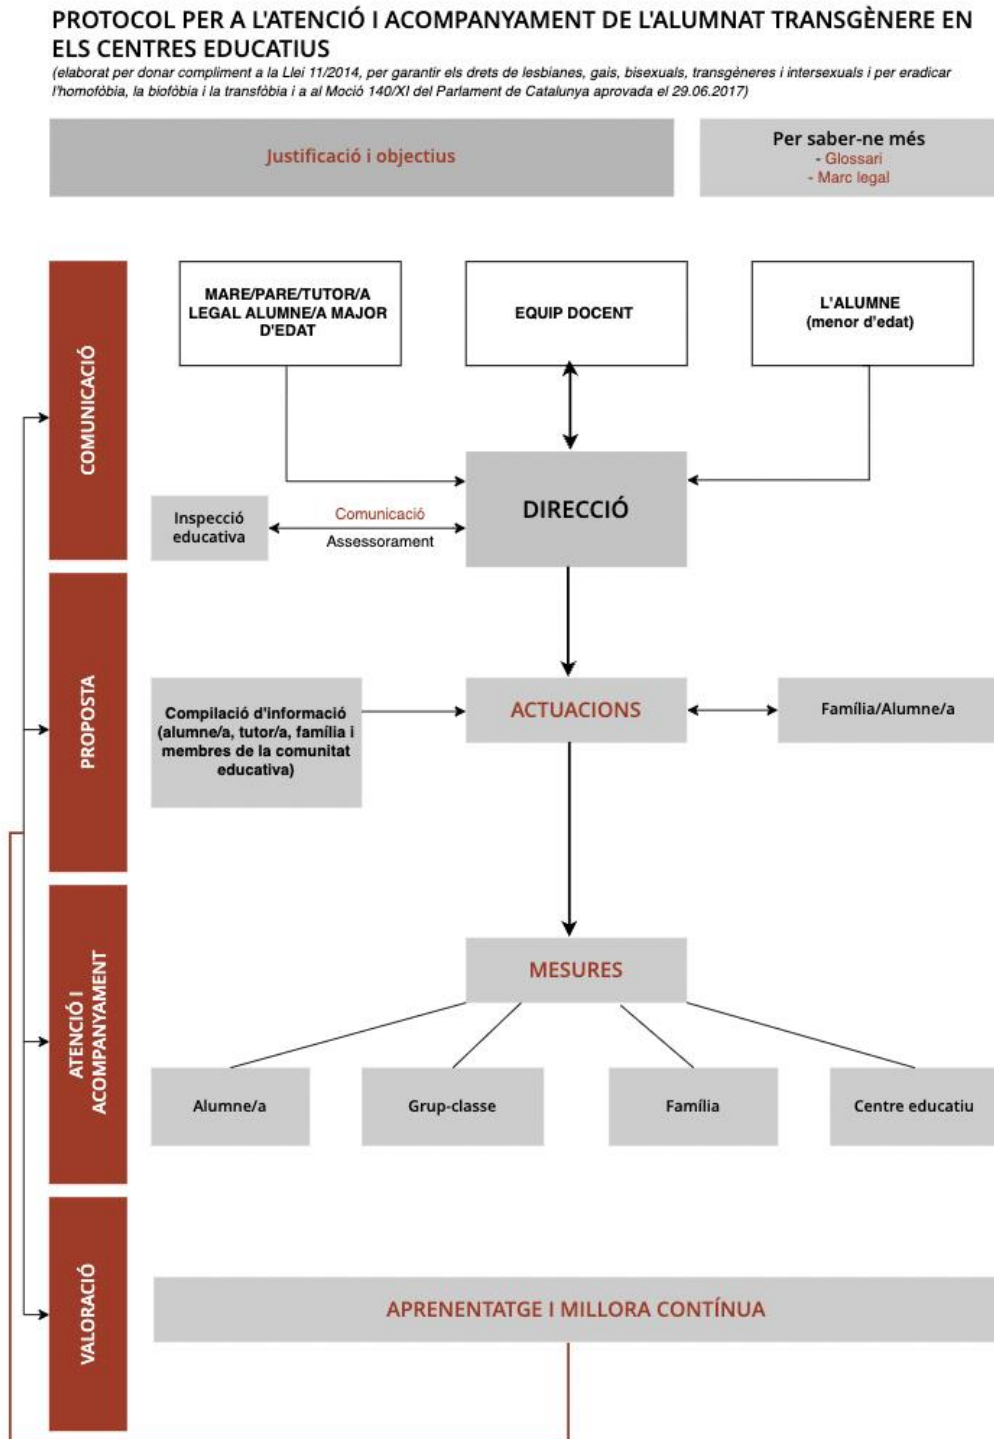 PROTOCOL PER A L'ATENCIÓ I ACOMPANYAMENT DE L'ALUMNAT TRANSGÈNERE EN
ELS CENTRES EDUCATIUS
(elaborat per donar compliment a la Llei 11/2014, per garantir els drets de lesbianes, gais, bisexuals, transgèneres i intersexuals i per eradicar
l'homofòbia, la biofòbia i la transfòbia i a al Moció 140/XI del Parlament de Catalunya aprovada el 29.06.2017)
Justificació i objectius
Per saber-ne més
- Glossari
- Marc legal
COMUNICACIÓ
MARE/PARE/TUTOR/A
LEGAL ALUMNE/A MAJOR
D'EDAT
EQUIP DOCENT
L'ALUMNE
(menor d'edat)
DIRECCIÓ
Inspecció
educativa
Comunicació
Assessorament
PROPOSTA
Compilació d'informació
(alumne/a, tutor/a, família i
membres de la comunitat
educativa)
ACTUACIONS
Família/Alumne/a
ATENCIÓ I
ACOMPANYAMENT
MESURES
Alumne/a
Grup-classe
Família
Centre educatiu
VALORACIÓ
APRENENTATGE I MILLORA CONTÍNUA